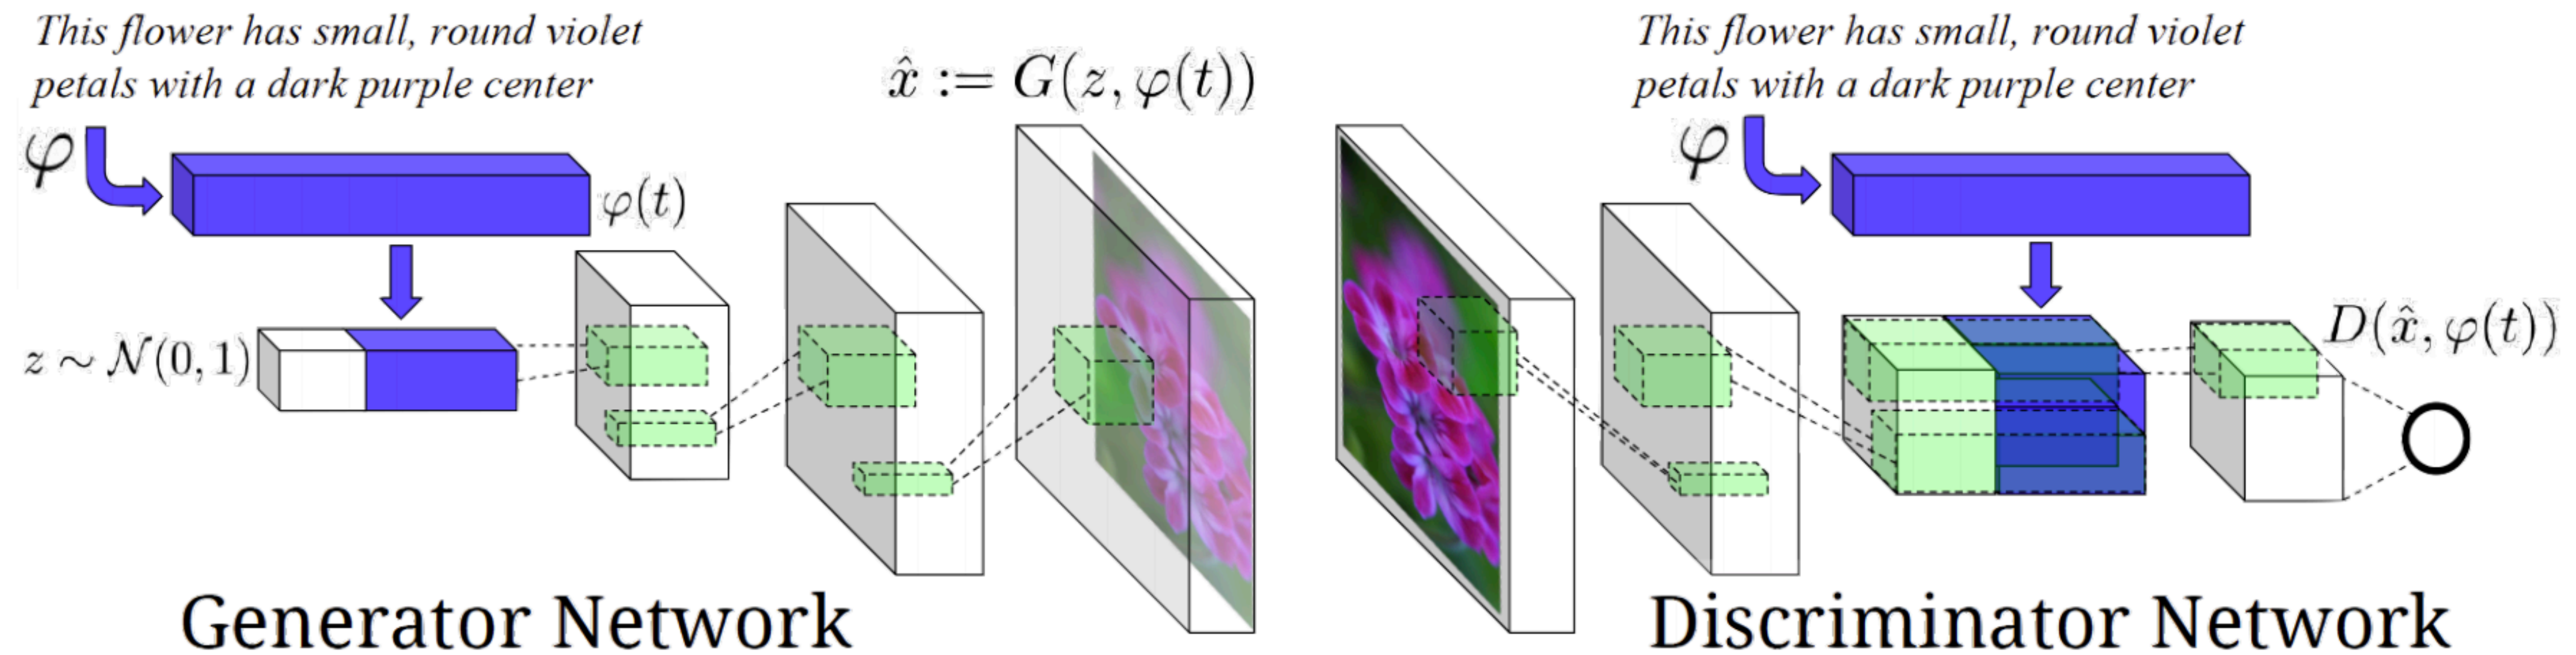 This flower has small, round violet
petals with a dark purple center
φ
φ(t)
z ∼ N(0, 1)
x̂ := G(z, φ(t))
Generator Network
This flower has small, round violet
petals with a dark purple center
φ
D(x̂, φ(t))
Discriminator Network